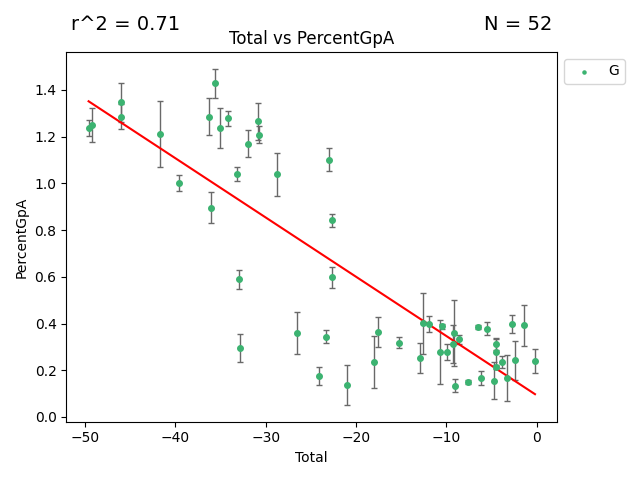 r^2 = 0.71
N = 52
Total vs PercentGpA
G
PercentGpA
1.4
1.2
1.0
0.8
0.6
0.4
0.2
0.0
−50
−40
−30
−20
−10
0
Total